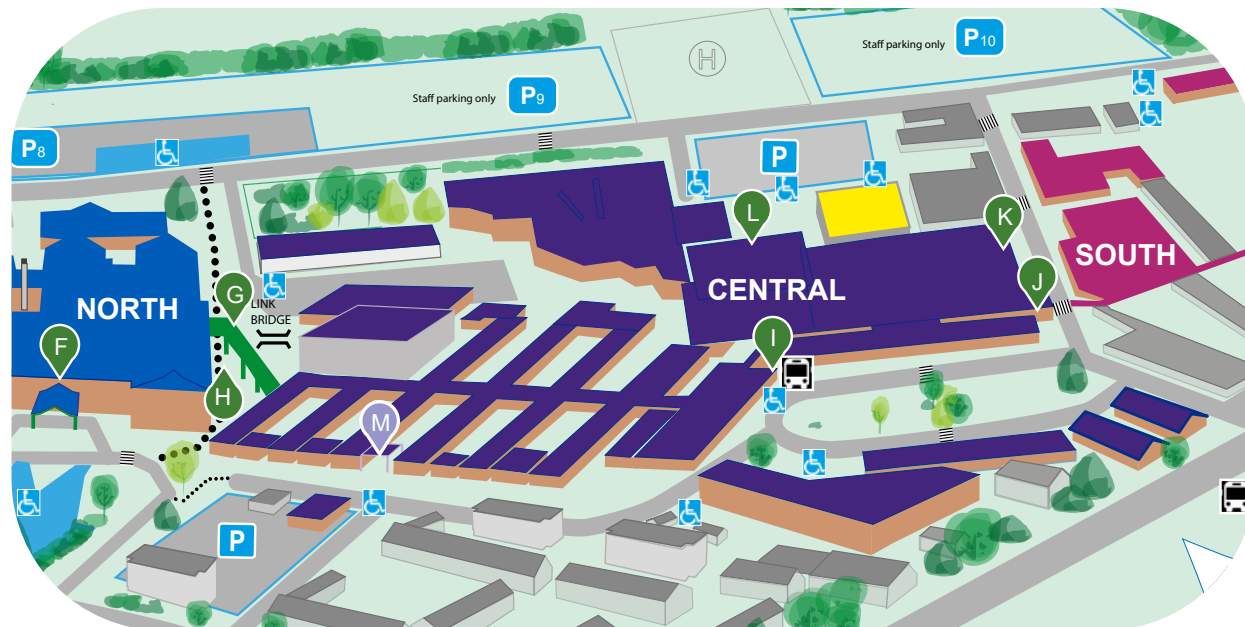 Staff parking only P10
H
Staff parking only P9
P8
P
L
K
SOUTH
J
CENTRAL
G
LINK
BRIDGE
NORTH
F
I
H
M
P